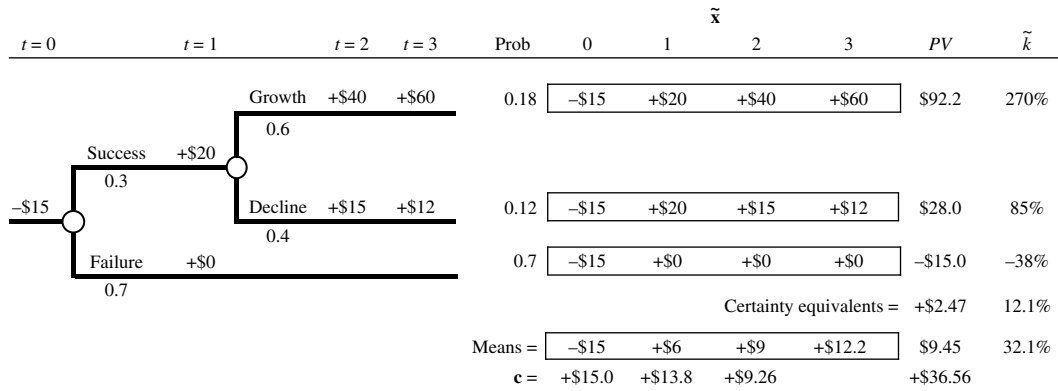 x̃
t = 0 t = 1 t = 2 t = 3 Prob 0 1 2 3 PV k̃
Growth +$40 +$60 0.18 –$15 +$20 +$40 +$60 $92.2 270%
0.6
Success +$20
0.3
–$15 Decline +$15 +$12 0.12 –$15 +$20 +$15 +$12 $28.0 85%
0.4
Failure +$0 0.7 –$15 +$0 +$0 +$0 –$15.0 –38%
0.7
Certainty equivalents = +$2.47 12.1%
Means = –$15 +$6 +$9 +$12.2 $9.45 32.1%
c = +$15.0 +$13.8 +$9.26 +$36.56